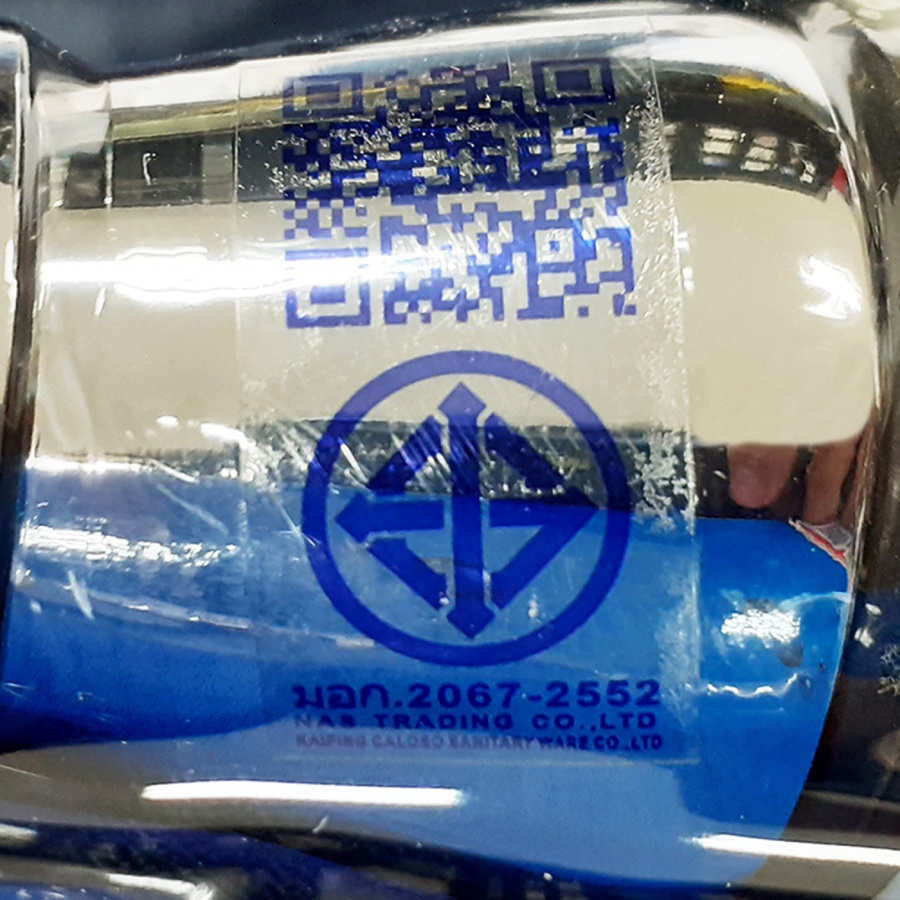 มอก.2067-2552
NAS TRADING CO.,LTD
KAIPING CALOSO SANITARY WARE CO.,LTD